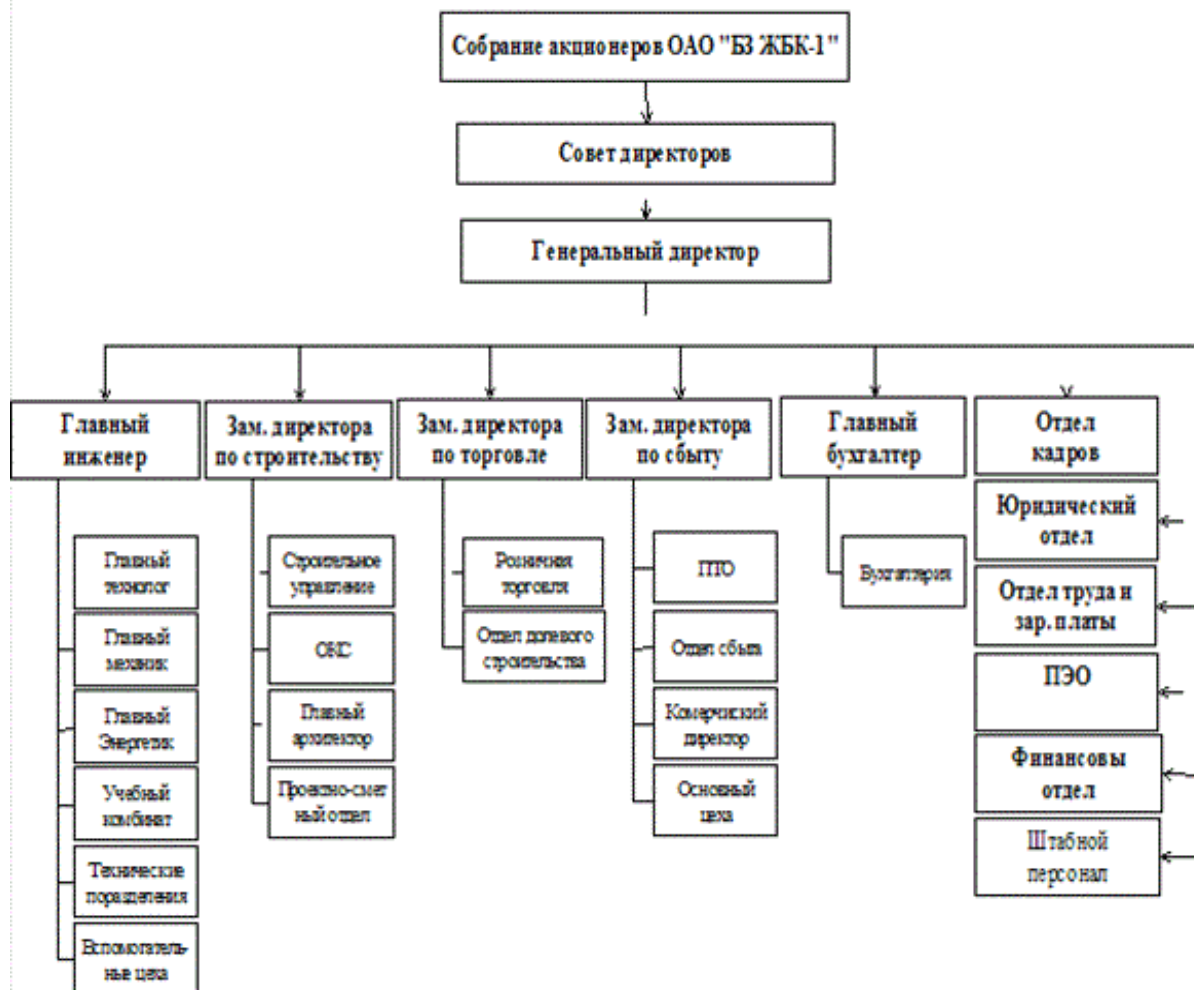 Собрание акционеров ОАО "БЗ ЖБК-1"
Совет директоров
Генеральный директор
Главный
инженер
Зам. директора
по строительству
Зам. директора
по торговле
Зам. директора
по сбыту
Главный
бухгалтер
Отдел
кадров
Юридический
отдел
Отдел труда и
зар. платы
ПЭО
Финансовы
отдел
Штабной
персонал
Главный
технолог
Главный
механик
Главный
Энергетик
Учебный
комбинат
Технические
поразделения
Вспомогатель-
ные цеха
Строительное
управление
ОКС
Главный
архитектор
Проектно-смет
ный отдел
Розничная
торговля
Отдел долевого
строительства
ПТО
Отдел сбыта
Комерчиский
директор
Основный
цеха
Бухгалтерия